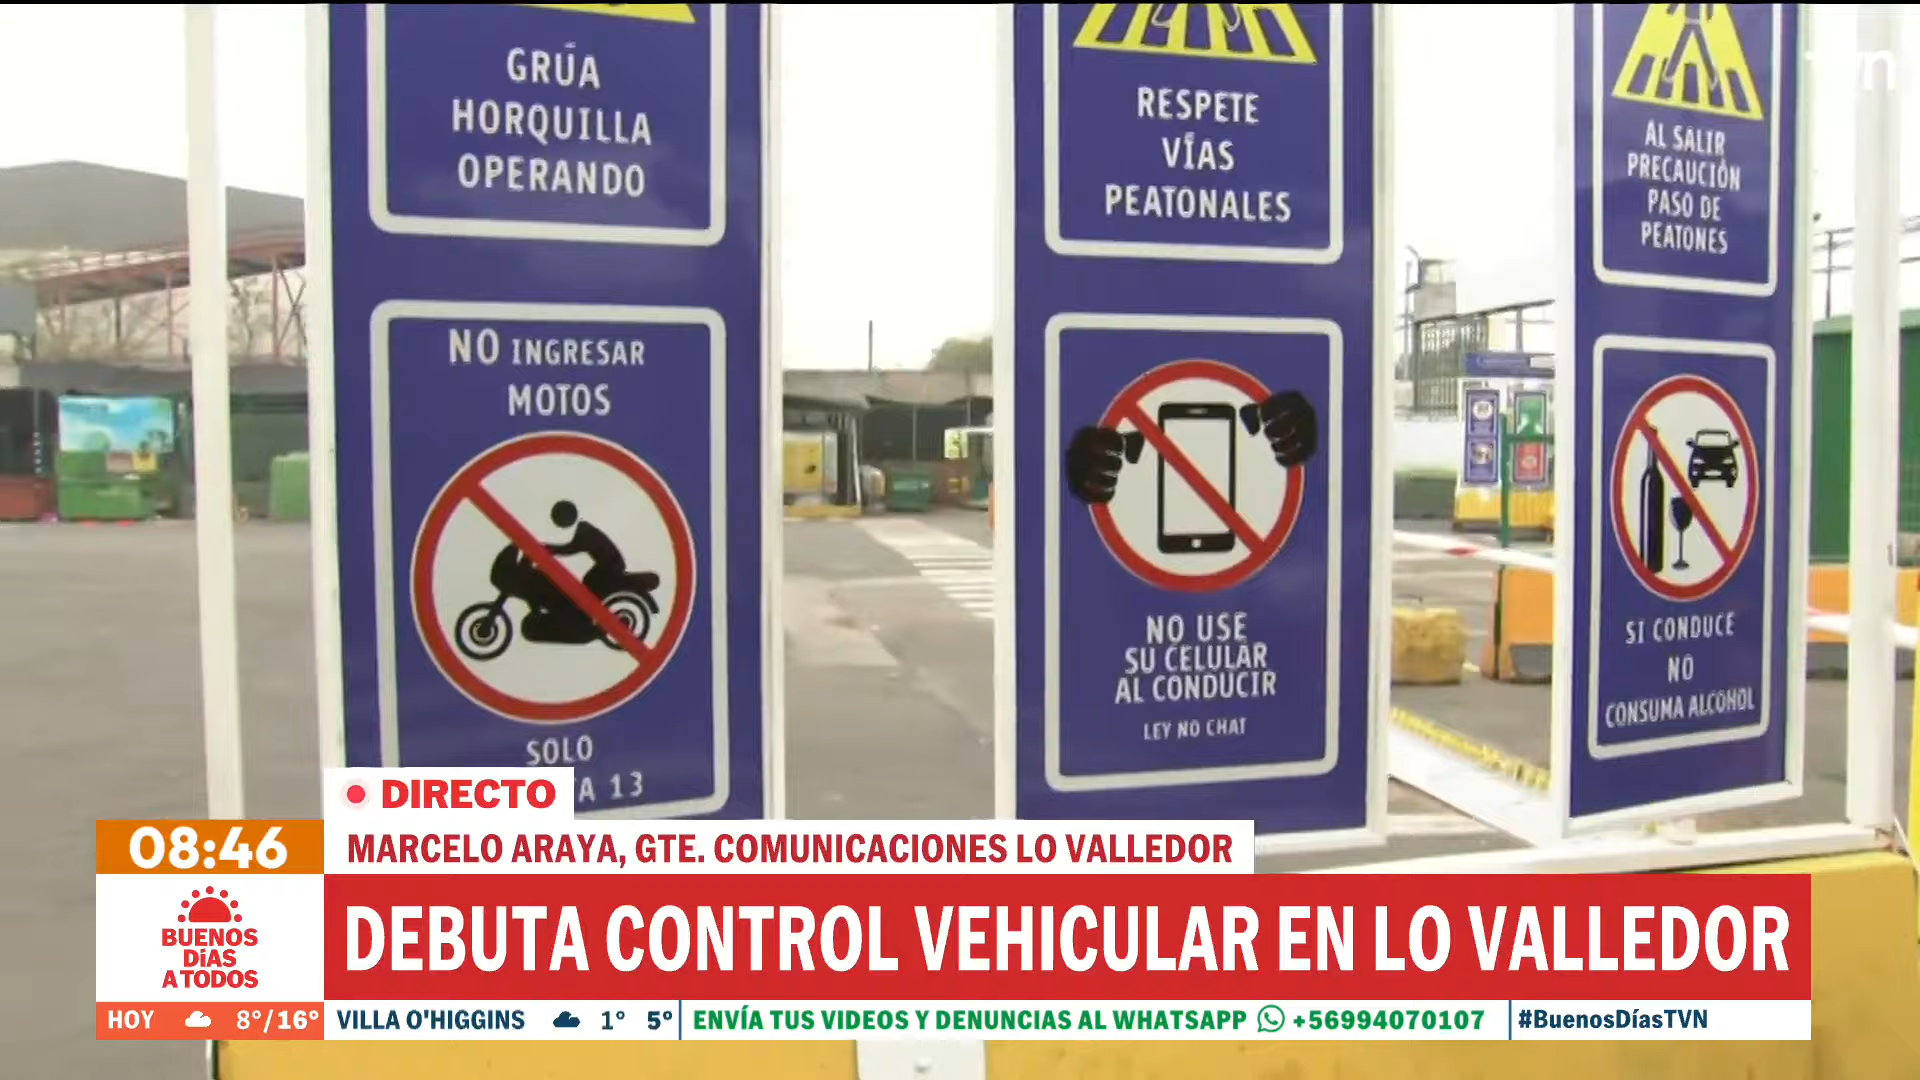 GRÚA
HORQUILLA
OPERANDO
NO INGRESAR
MOTOS
SOLO
13
RESPETE
VÍAS
PEATONALES
NO USE
SU CELULAR
AL CONDUCIR
LEY NO CHAT
AL SALIR
PRECAUCIÓN
PASO DE
PEATONES
SI CONDUCE
NO
CONSUMA ALCOHOL
tvn
DIRECTO
08:46
MARCELO ARAYA, GTE. COMUNICACIONES LO VALLEDOR
BUENOS
DÍAS
A TODOS
DEBUTA CONTROL VEHICULAR EN LO VALLEDOR
HOY 8°/16° VILLA O'HIGGINS 1° 5° ENVÍA TUS VIDEOS Y DENUNCIAS AL WHATSAPP +56994070107 #BuenosDíasTVN